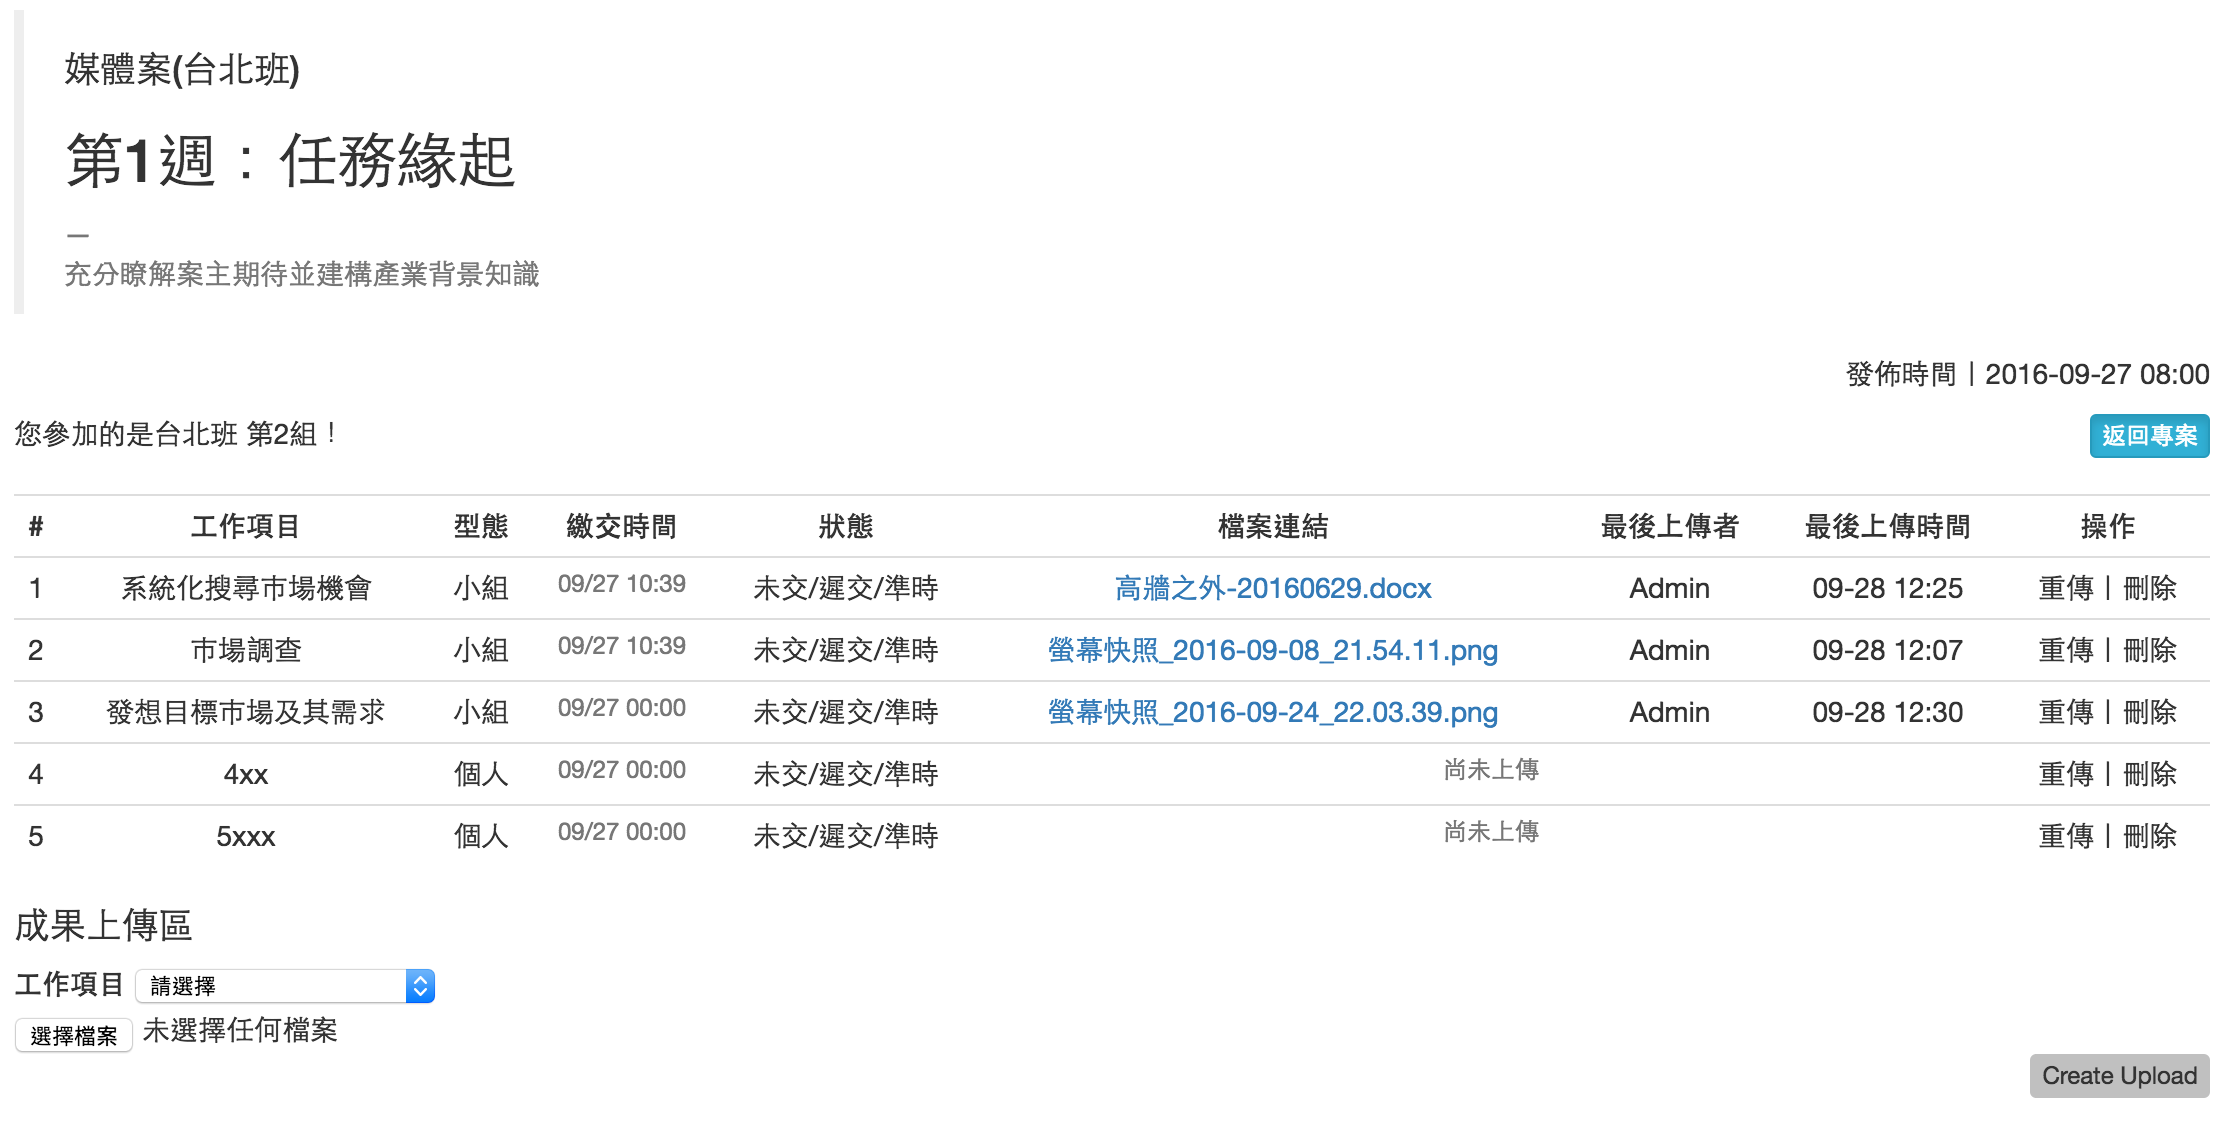 媒體案(台北班)
第1週：任務緣起
—
充分瞭解案主期待並建構產業背景知識
發佈時間｜2016-09-27 08:00
您參加的是台北班 第2組！
返回專案
# 工作項目 型態 繳交時間 狀態 檔案連結 最後上傳者 最後上傳時間 操作
1 系統化搜尋市場機會 小組 09/27 10:39 未交/遲交/準時 高牆之外-20160629.docx Admin 09-28 12:25 重傳｜刪除
2 市場調查 小組 09/27 10:39 未交/遲交/準時 螢幕快照_2016-09-08_21.54.11.png Admin 09-28 12:07 重傳｜刪除
3 發想目標市場及其需求 小組 09/27 00:00 未交/遲交/準時 螢幕快照_2016-09-24_22.03.39.png Admin 09-28 12:30 重傳｜刪除
4 4xx 個人 09/27 00:00 未交/遲交/準時 尚未上傳 重傳｜刪除
5 5xxx 個人 09/27 00:00 未交/遲交/準時 尚未上傳 重傳｜刪除
成果上傳區
工作項目 請選擇
選擇檔案 未選擇任何檔案
Create Upload